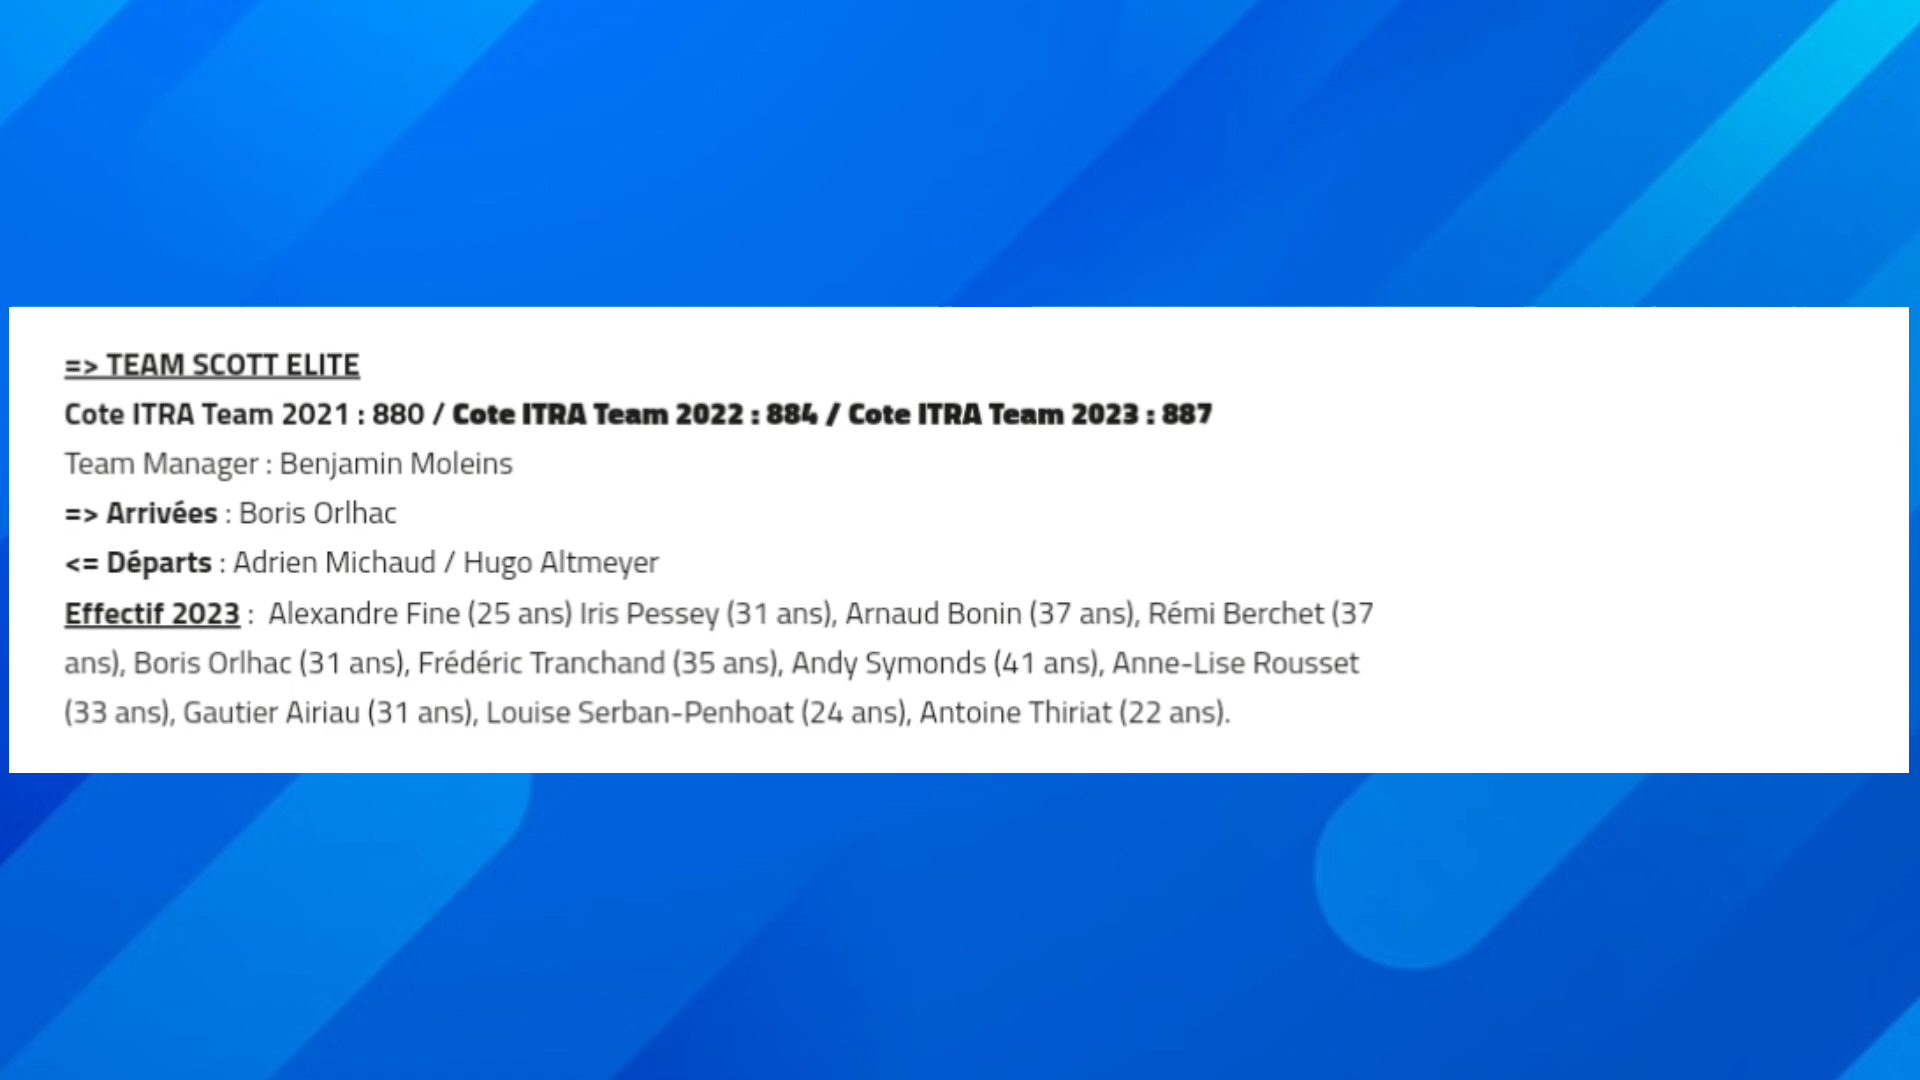 => TEAM SCOTT ELITE
Cote ITRA Team 2021 : 880 / Cote ITRA Team 2022 : 884 / Cote ITRA Team 2023 : 887
Team Manager : Benjamin Moleins
=> Arrivées : Boris Orlhac
<= Départs : Adrien Michaud / Hugo Altmeyer
Effectif 2023 : Alexandre Fine (25 ans) Iris Pessey (31 ans), Arnaud Bonin (37 ans), Rémi Berchet (37
ans), Boris Orlhac (31 ans), Frédéric Tranchand (35 ans), Andy Symonds (41 ans), Anne-Lise Rousset
(33 ans), Gautier Airiau (31 ans), Louise Serban-Penhoat (24 ans), Antoine Thiriat (22 ans).